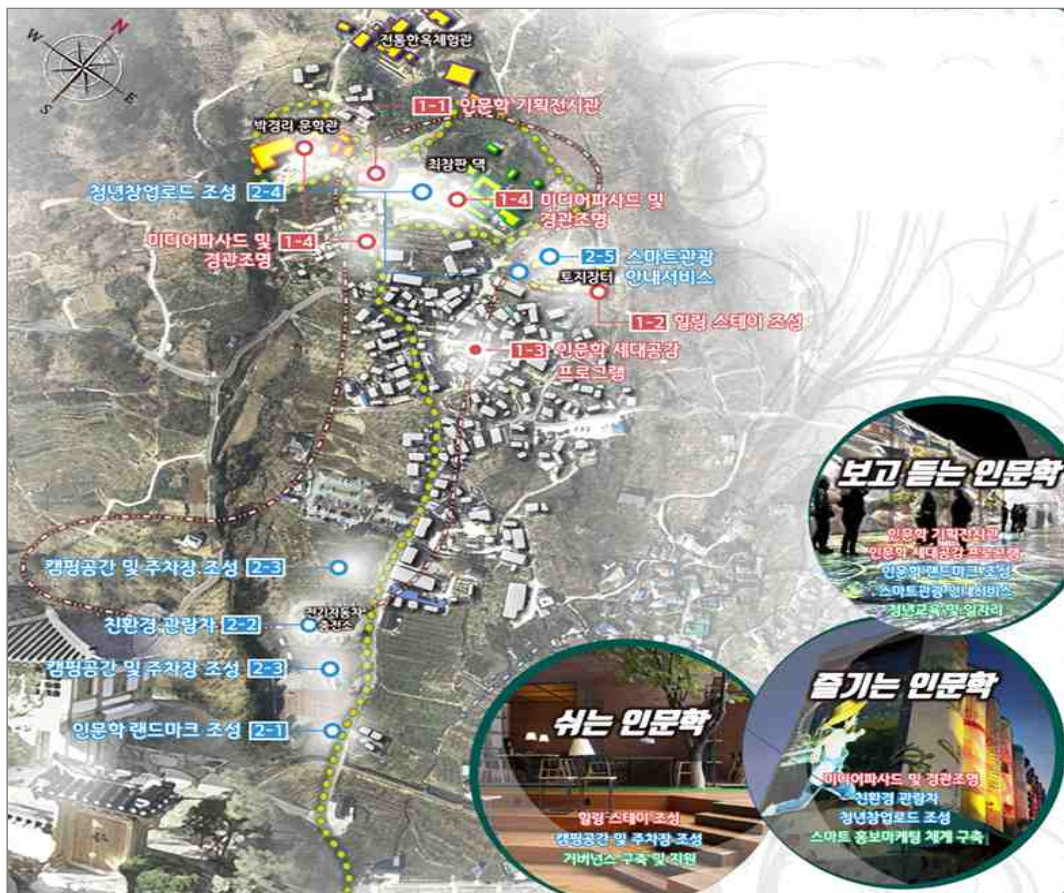 N
W
E
S
전통한옥체험관
1-1 인문학 기획전시관
박경리 문학관
최참판 댁
청년창업로드 조성 2-4
1-4 미디어파사드 및
경관조명
미디어파사드 및 1-4
경관조명
2-5 스마트관광
안내서비스
토지장터
1-2 힐링 스테이 조성
1-3 인문학 세대공감
프로그램
캠핑공간 및 주차장 조성 2-3
전기자동차
충전소
친환경 관람차 2-2
캠핑공간 및 주차장 조성 2-3
인문학 랜드마크 조성 2-1
보고 듣는 인문학
인문학 기획전시관
인문학 세대공감 프로그램
인문학 랜드마크 조성
스마트관광 안내서비스
청년교육 및 일자리
쉬는 인문학
힐링 스테이 조성
캠핑공간 및 주차장 조성
거버넌스 구축 및 지원
즐기는 인문학
미디어파사드 및 경관조명
친환경 관람차
청년창업로드 조성
스마트 홍보마케팅 체계 구축